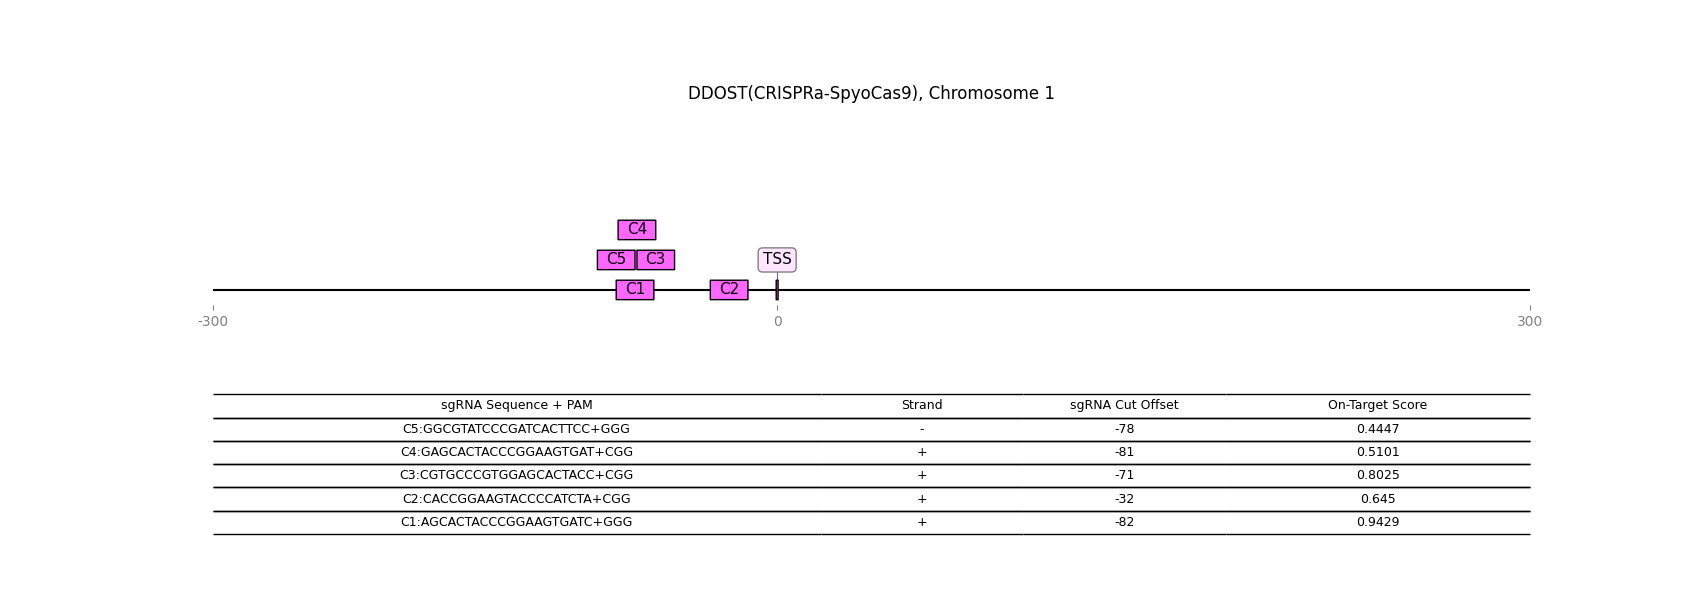 DDOST(CRISPRa-SpyoCas9), Chromosome 1
C4
C5 C3 TSS
C1 C2
-300 0 300
sgRNA Sequence + PAM Strand sgRNA Cut Offset On-Target Score
C5:GGCGTATCCCGATCACTTCC+GGG - -78 0.4447
C4:GAGCACTACCCGGAAGTGAT+CGG + -81 0.5101
C3:CGTGCCCGTGGAGCACTACC+CGG + -71 0.8025
C2:CACCGGAAGTACCCCATCTA+CGG + -32 0.645
C1:AGCACTACCCGGAAGTGATC+GGG + -82 0.9429